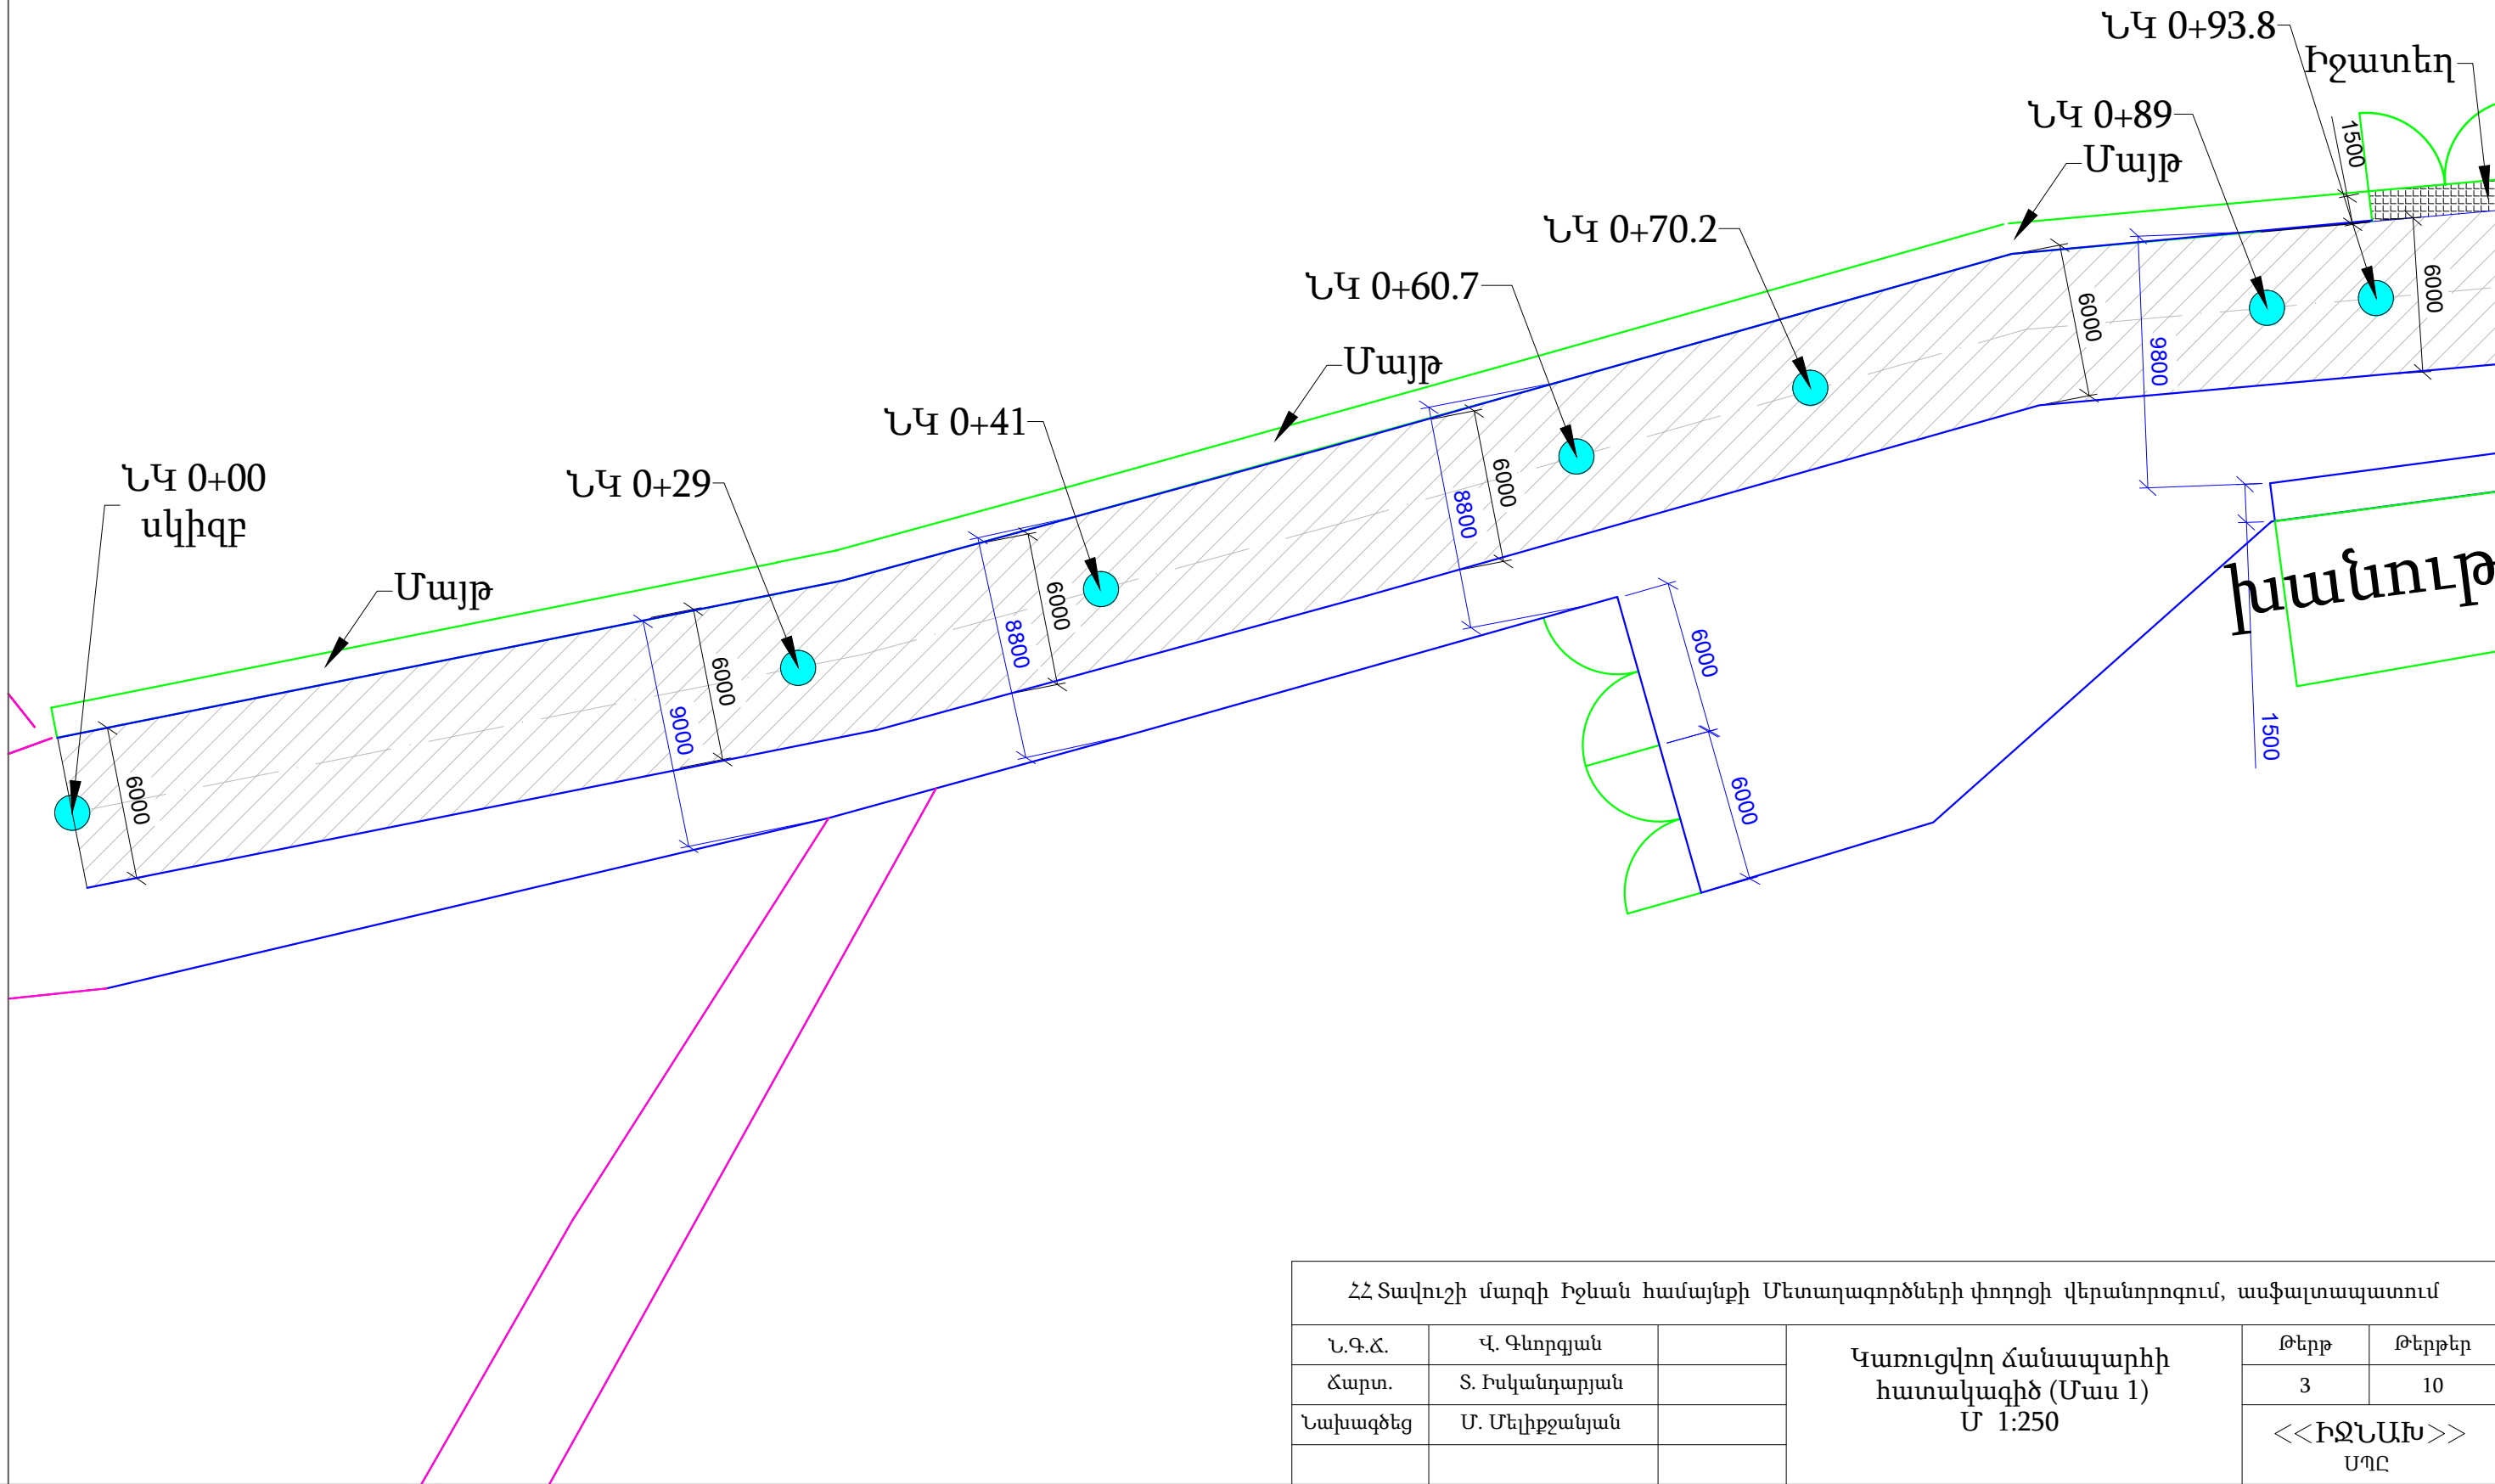 ՆԿ 0+93.8
Իջատեղ
ՆԿ 0+89
Մայթ
1500
ՆԿ 0+70.2
ՆԿ 0+60.7
6000
6000
9800
Մայթ
ՆԿ 0+41
ՆԿ 0+00
սկիզբ
ՆԿ 0+29
6000
8800
Մայթ
6000
8800
խանութ
6000
6000
9000
1500
6000
6000
ՀՀ Տավուշի մարզի Իջևան համայնքի Մետաղագործների փողոցի վերանորոգում, ասֆալտապատում
Ն.Գ.Ճ. Վ. Գևորգյան
Ճարտ. Տ. Իսկանդարյան
Նախագծեց Մ. Մելիքջանյան
Կառուցվող ճանապարհի
հատակագիծ (Մաս 1)
Մ 1:250
Թերթ Թերթեր
3 10
<<ԻՋՆԱԽ>>
ՍՊԸ